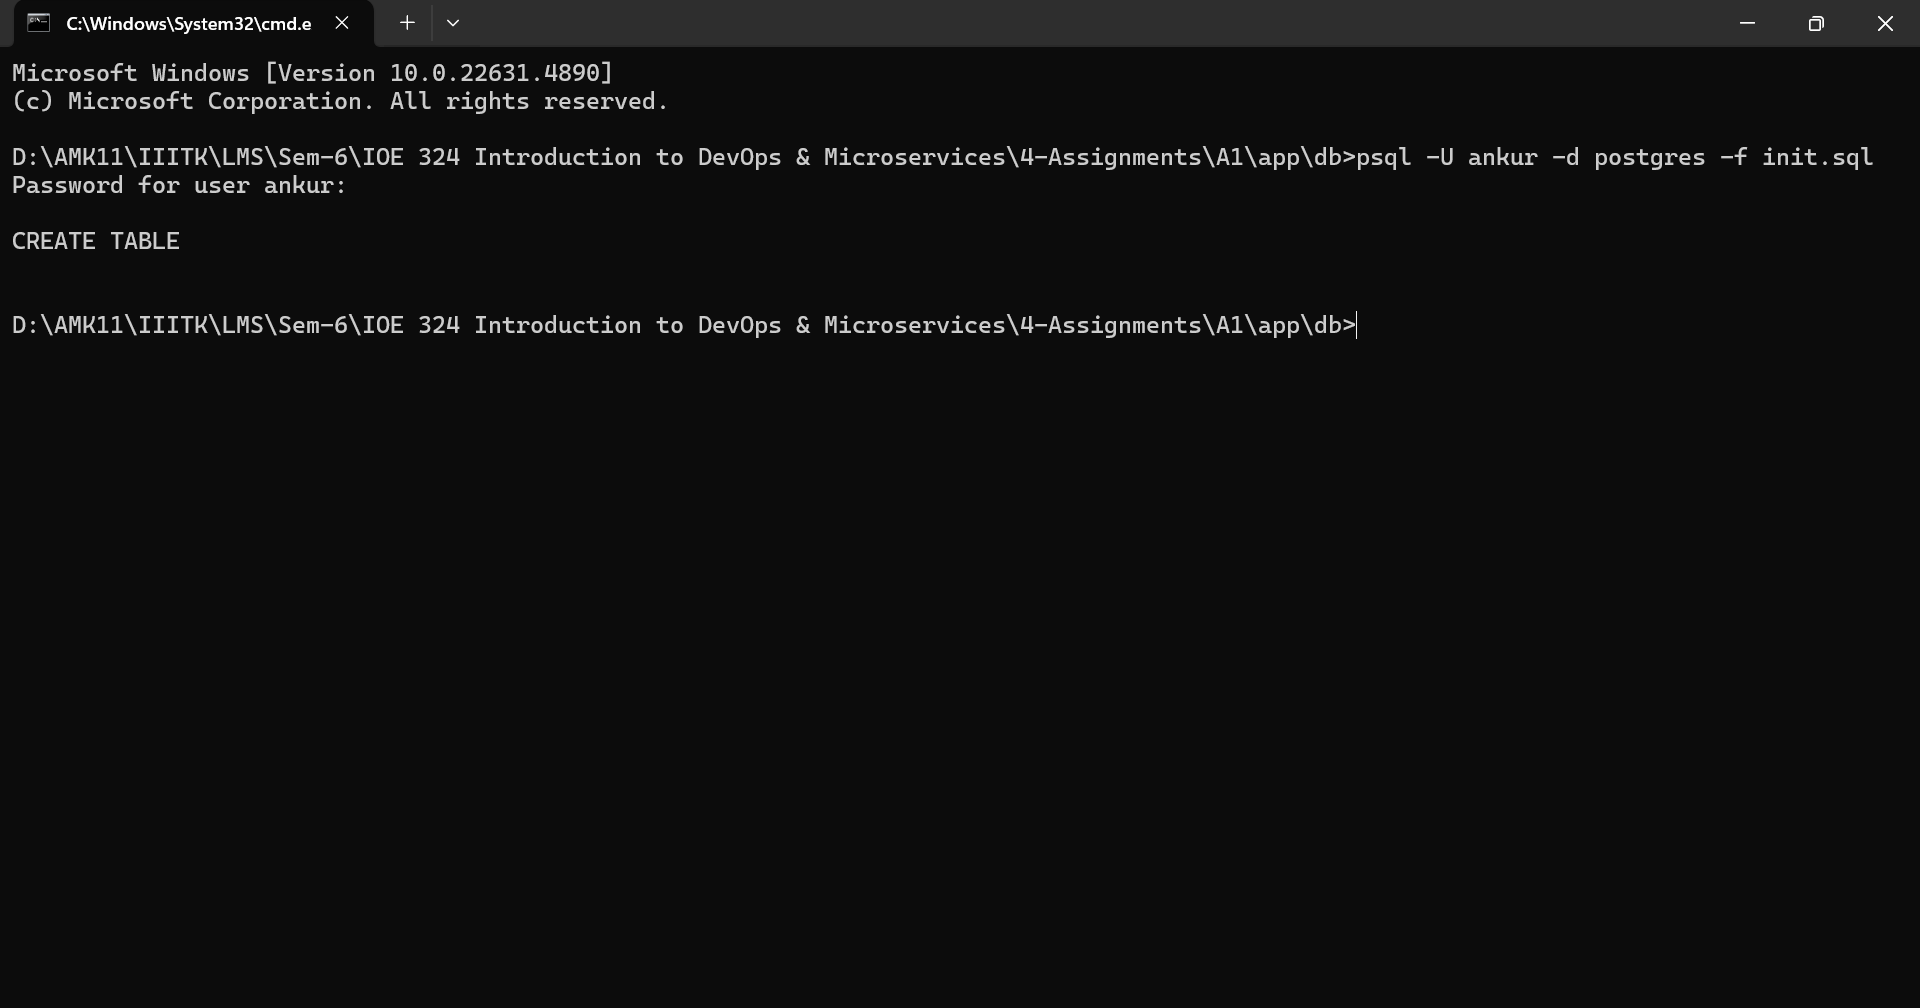 C:\Windows\System32\cmd.e
Microsoft Windows [Version 10.0.22631.4890]
(c) Microsoft Corporation. All rights reserved.
D:\AMK11\IIITK\LMS\Sem-6\IOE 324 Introduction to DevOps & Microservices\4-Assignments\A1\app\db>psql -U ankur -d postgres -f init.sql
Password for user ankur:
CREATE TABLE
D:\AMK11\IIITK\LMS\Sem-6\IOE 324 Introduction to DevOps & Microservices\4-Assignments\A1\app\db>